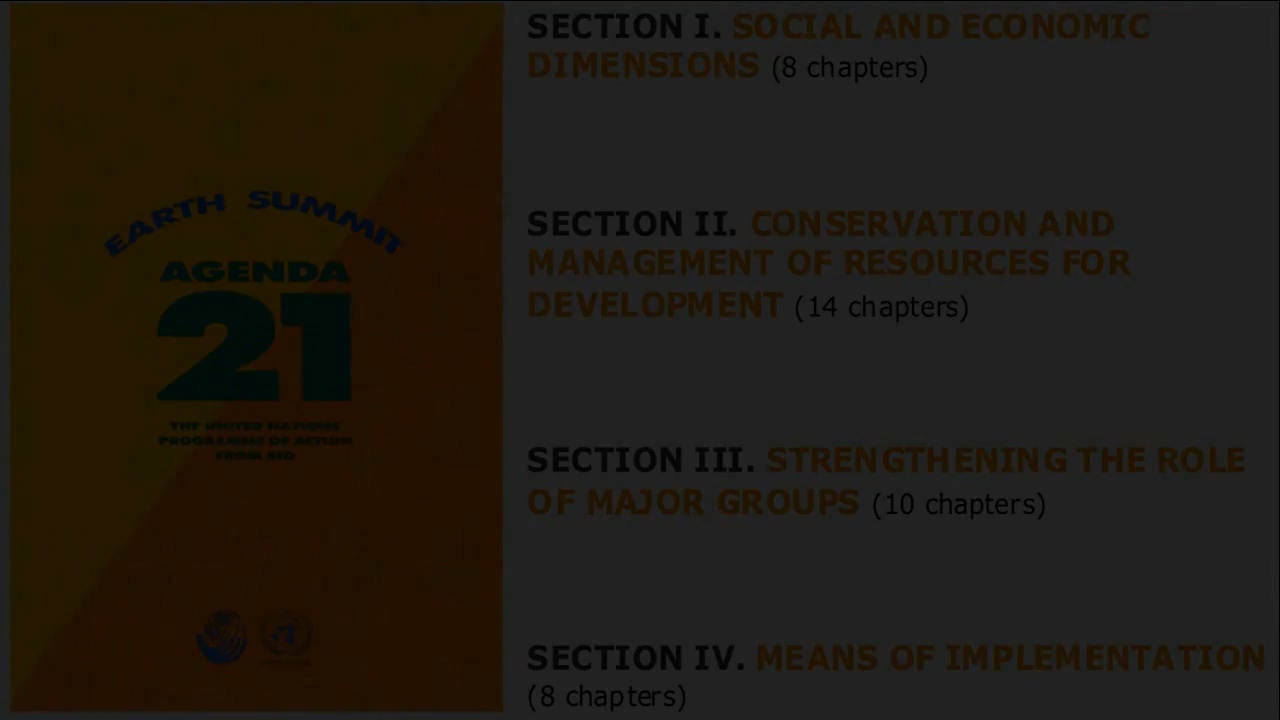 EARTH SUMMIT
AGENDA
21
THE UNITED NATIONS
PROGRAMME OF ACTION
FROM RIO
SECTION I. SOCIAL AND ECONOMIC
DIMENSIONS (8 chapters)
SECTION II. CONSERVATION AND
MANAGEMENT OF RESOURCES FOR
DEVELOPMENT (14 chapters)
SECTION III. STRENGTHENING THE ROLE
OF MAJOR GROUPS (10 chapters)
SECTION IV. MEANS OF IMPLEMENTATION
(8 chapters)